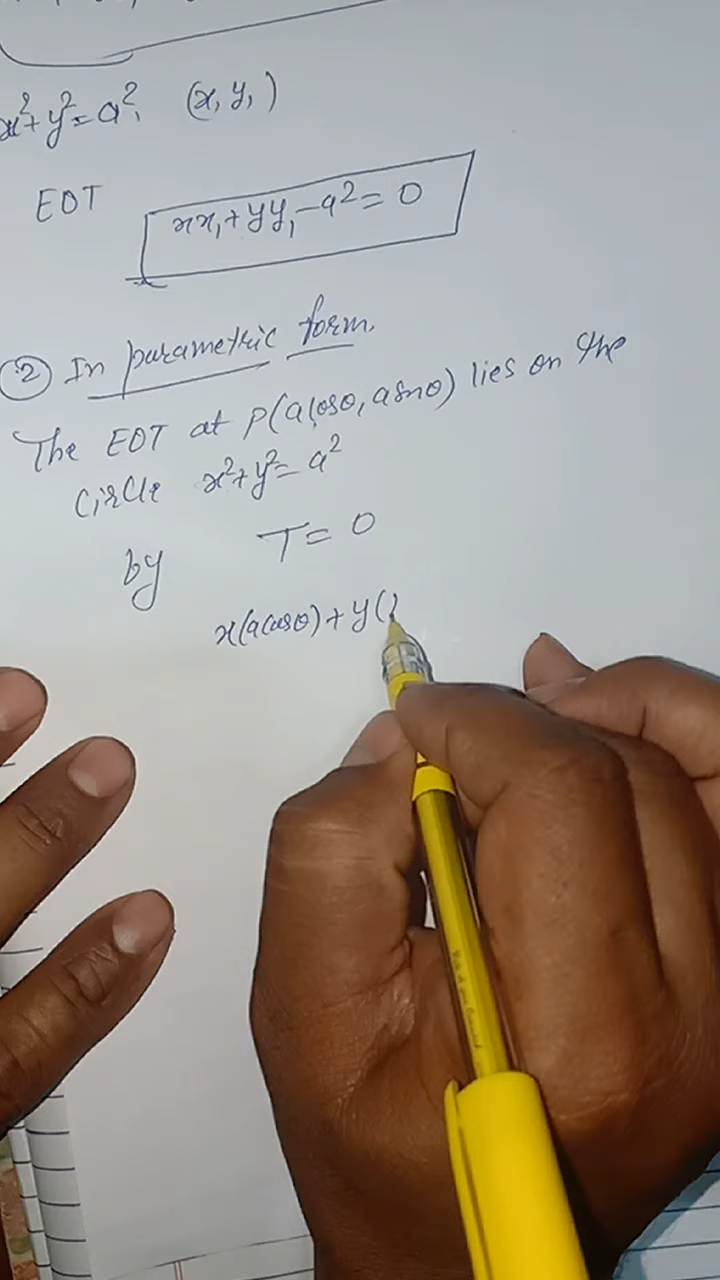 x²+y²=a², (x, y, )
EOT
xx₁+yy₁-a²=0
② In parametric form.
The EOT at P(acosθ, asinθ) lies on the
Circle x²+y²=a²
by T=0
x(acosθ)+y(